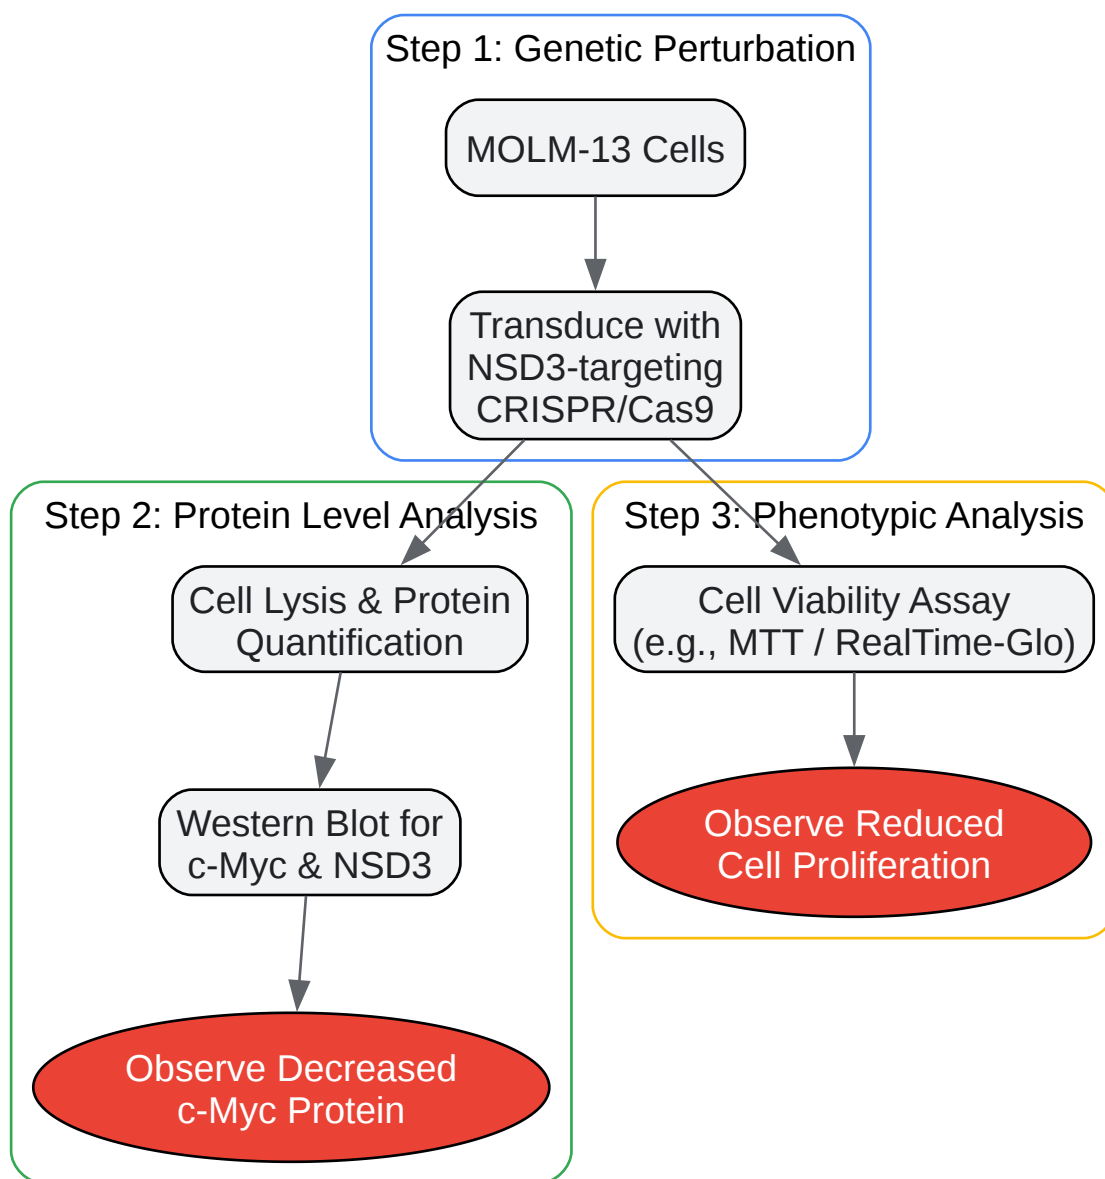 Step 1: Genetic Perturbation
MOLM-13 Cells
Transduce with
NSD3-targeting
CRISPR/Cas9
Step 2: Protein Level Analysis
Cell Lysis & Protein
Quantification
Western Blot for
c-Myc & NSD3
Observe Decreased
c-Myc Protein
Step 3: Phenotypic Analysis
Cell Viability Assay
(e.g., MTT / RealTime-Glo)
Observe Reduced
Cell Proliferation